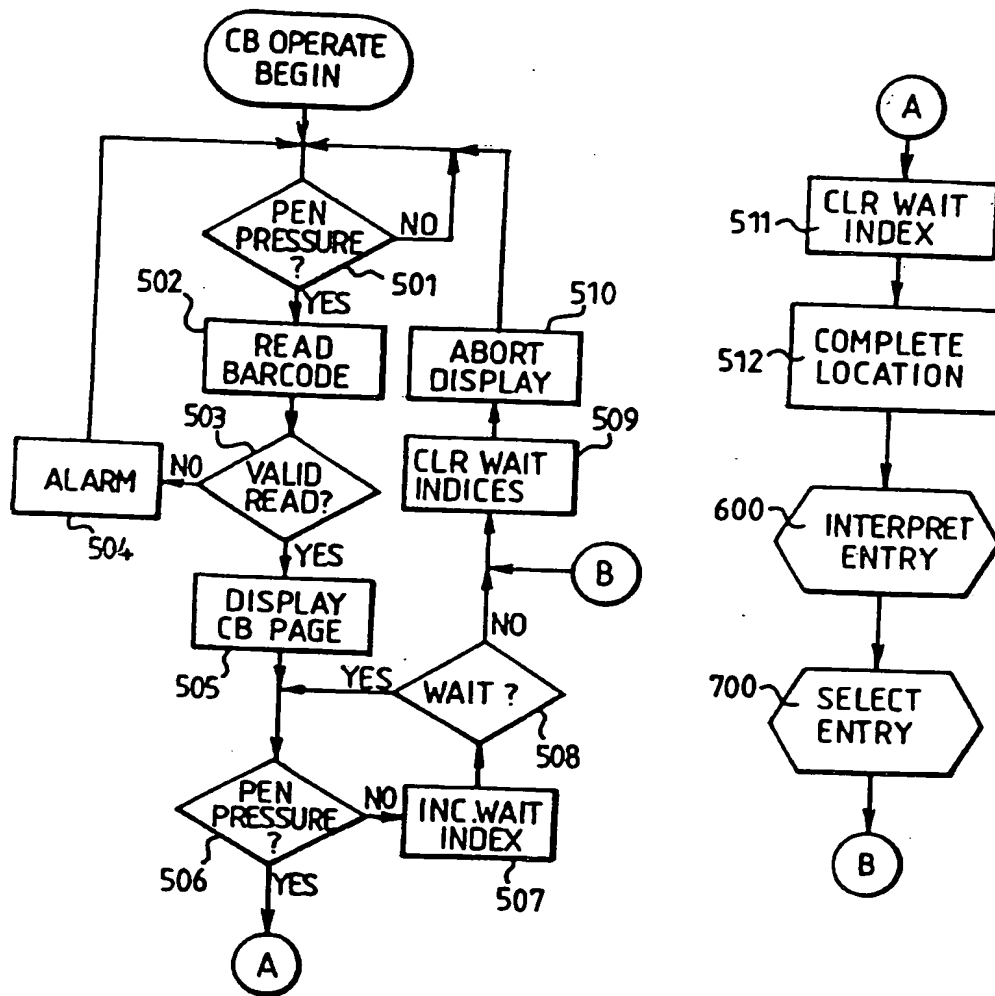 CB OPERATE
BEGIN
PEN
PRESSURE
?
NO
501
YES
502
READ
BARCODE
503
VALID
READ?
NO
ALARM
504
YES
DISPLAY
CB PAGE
505
YES
WAIT ?
508
NO
B
CLR WAIT
INDICES
509
ABORT
DISPLAY
510
PEN
PRESSURE
?
506
NO
INC.WAIT
INDEX
507
YES
A
A
511
CLR WAIT
INDEX
512
COMPLETE
LOCATION
600
INTERPRET
ENTRY
700
SELECT
ENTRY
B